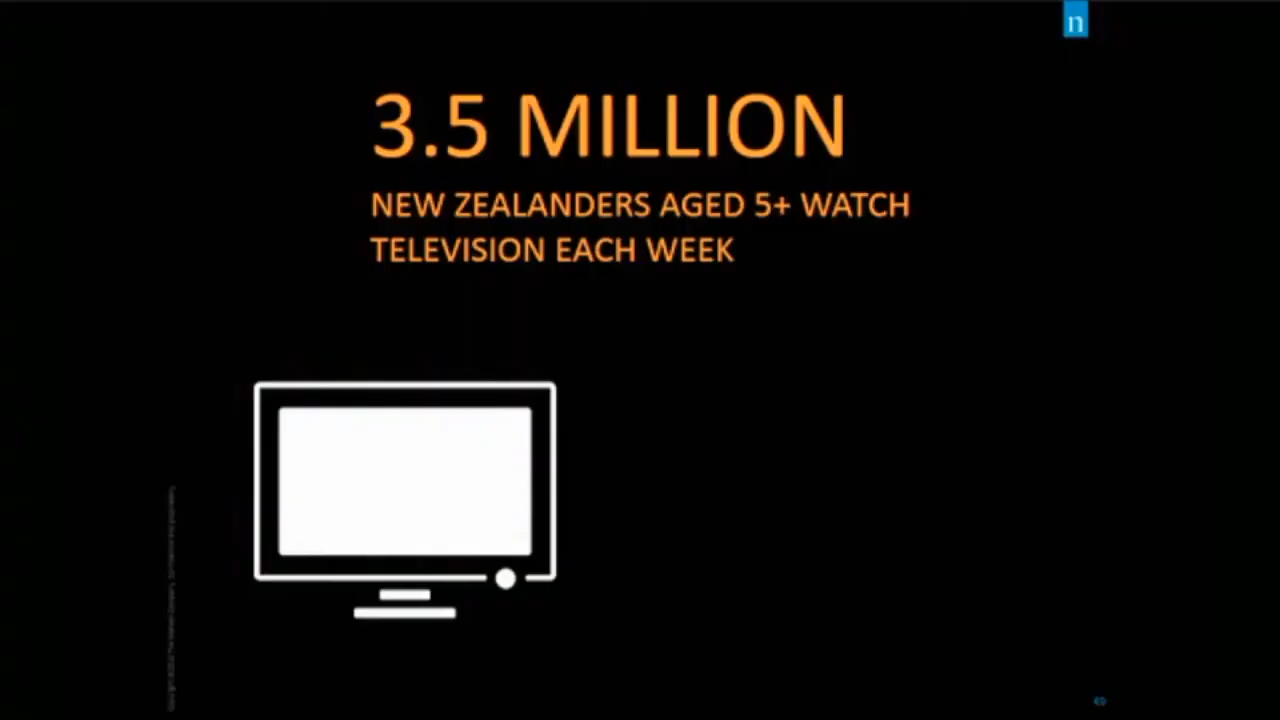 n
3.5 MILLION
NEW ZEALANDERS AGED 5+ WATCH
TELEVISION EACH WEEK